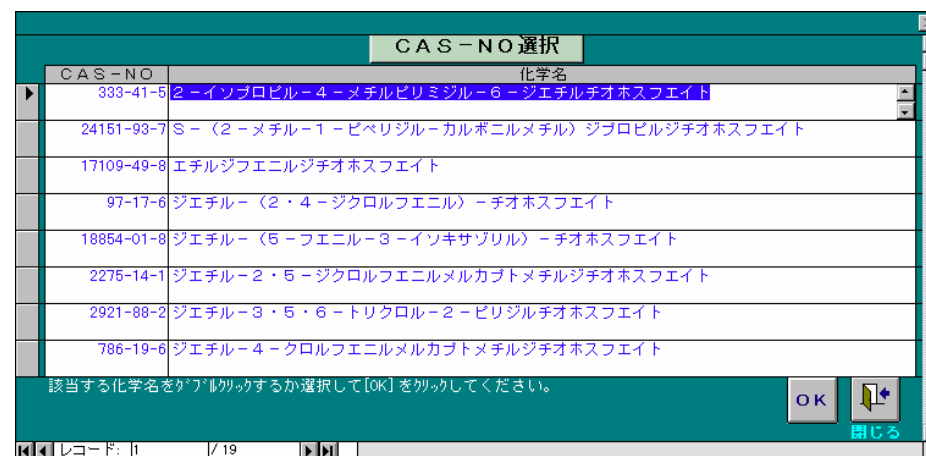 CAS－NO選択
CAS－NO 化学名
333-41-5 2－イソプロピル－4－メチルピリミジル－6－ジエチルチオホスフエイト
24151-93-7 S－（2－メチル－1－ピペリジル－カルボニルメチル）ジプロピルジチオホスフエイト
17109-49-8 エチルジフエニルジチオホスフエイト
97-17-6 ジエチル－（2・4－ジクロルフエニル）－チオホスフエイト
18854-01-8 ジエチル－（5－フエニル－3－イソキサゾリル）－チオホスフエイト
2275-14-1 ジエチル－2・5－ジクロルフエニルメルカプトメチルジチオホスフエイト
2921-88-2 ジエチル－3・5・6－トリクロル－2－ピリジルチオホスフエイト
786-19-6 ジエチル－4－クロルフエニルメルカプトメチルジチオホスフエイト
該当する化学名をﾀﾞﾌﾞﾙｸﾘｯｸするか選択して[OK]をｸﾘｯｸしてください。
OK
閉じる
レコード: 1 / 19